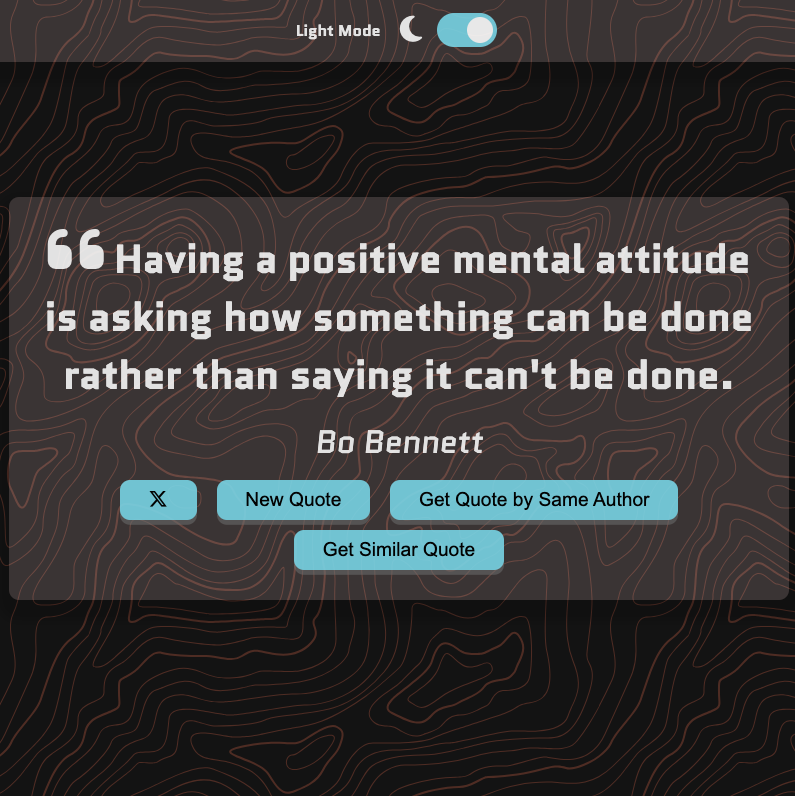 Light Mode
“ Having a positive mental attitude
is asking how something can be done
rather than saying it can't be done.
Bo Bennett
X New Quote Get Quote by Same Author
Get Similar Quote